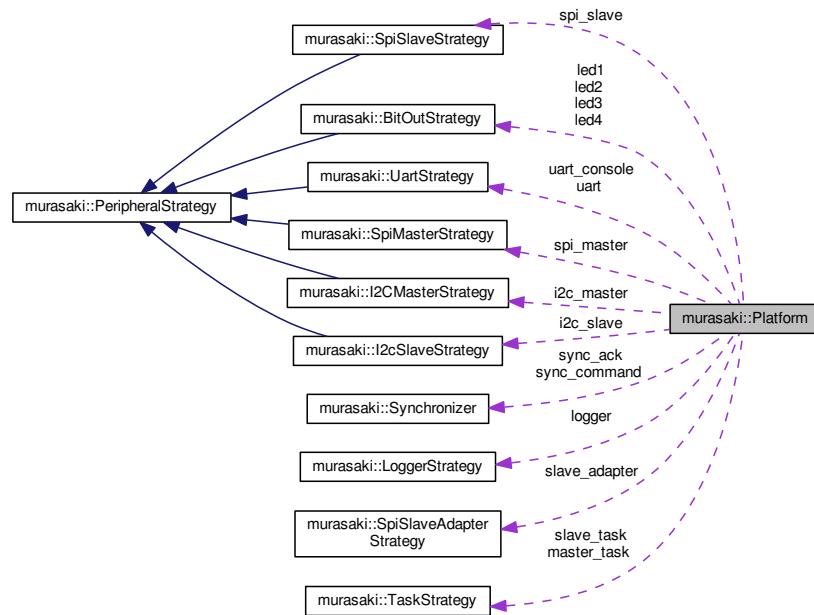 spi_slave
murasaki::SpiSlaveStrategy
led1
led2
led3
led4
murasaki::BitOutStrategy
uart_console
uart
murasaki::UartStrategy
murasaki::PeripheralStrategy
murasaki::SpiMasterStrategy
spi_master
murasaki::I2CMasterStrategy
i2c_master
murasaki::Platform
i2c_slave
murasaki::I2cSlaveStrategy
sync_ack
sync_command
murasaki::Synchronizer
logger
murasaki::LoggerStrategy
slave_adapter
murasaki::SpiSlaveAdapter
Strategy
slave_task
master_task
murasaki::TaskStrategy